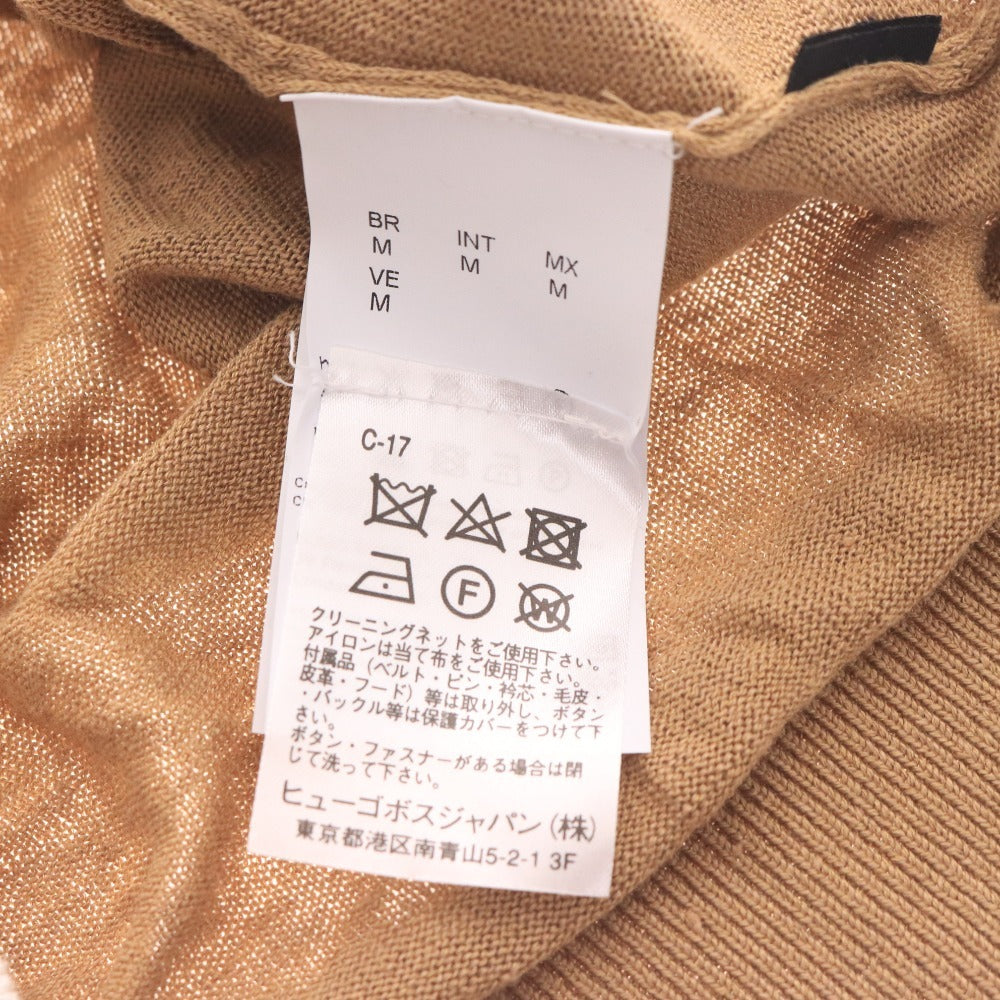 BR INT MX
M M M
VE
M
C-17
F W
クリーニングネットをご使用下さい。
アイロンは当て布をご使用下さい。
付属品(ベルト・ピン・衿芯・毛皮・
皮革・フード)等は取り外し、ボタン
・バックル等は保護カバーをつけて下
さい。
ボタン・ファスナーがある場合は閉
じて洗って下さい。
ヒューゴボスジャパン(株)
東京都港区南青山5-2-1 3F